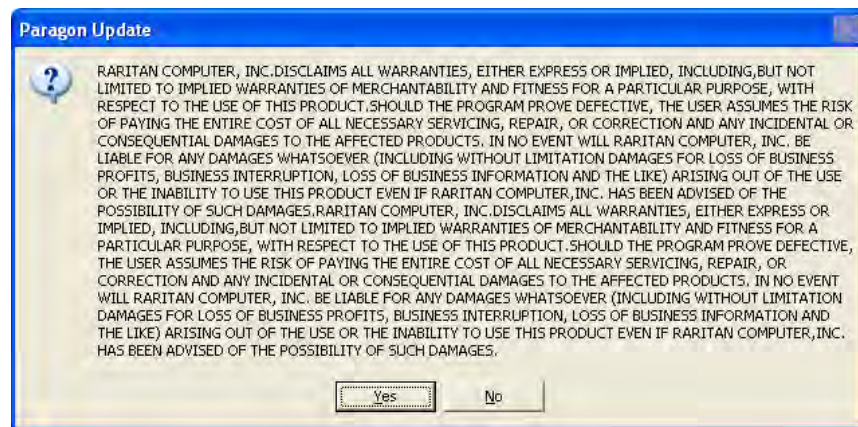 Paragon Update
RARITAN COMPUTER, INC.DISCLAIMS ALL WARRANTIES, EITHER EXPRESS OR IMPLIED, INCLUDING,BUT NOT
LIMITED TO IMPLIED WARRANTIES OF MERCHANTABILITY AND FITNESS FOR A PARTICULAR PURPOSE, WITH
RESPECT TO THE USE OF THIS PRODUCT.SHOULD THE PROGRAM PROVE DEFECTIVE, THE USER ASSUMES THE RISK
OF PAYING THE ENTIRE COST OF ALL NECESSARY SERVICING, REPAIR, OR CORRECTION AND ANY INCIDENTAL OR
CONSEQUENTIAL DAMAGES TO THE AFFECTED PRODUCTS. IN NO EVENT WILL RARITAN COMPUTER, INC. BE
LIABLE FOR ANY DAMAGES WHATSOEVER (INCLUDING WITHOUT LIMITATION DAMAGES FOR LOSS OF BUSINESS
PROFITS, BUSINESS INTERRUPTION, LOSS OF BUSINESS INFORMATION AND THE LIKE) ARISING OUT OF THE USE
OR THE INABILITY TO USE THIS PRODUCT EVEN IF RARITAN COMPUTER,INC. HAS BEEN ADVISED OF THE
POSSIBILITY OF SUCH DAMAGES.RARITAN COMPUTER, INC.DISCLAIMS ALL WARRANTIES, EITHER EXPRESS OR
IMPLIED, INCLUDING,BUT NOT LIMITED TO IMPLIED WARRANTIES OF MERCHANTABILITY AND FITNESS FOR A
PARTICULAR PURPOSE, WITH RESPECT TO THE USE OF THIS PRODUCT.SHOULD THE PROGRAM PROVE DEFECTIVE,
THE USER ASSUMES THE RISK OF PAYING THE ENTIRE COST OF ALL NECESSARY SERVICING, REPAIR, OR
CORRECTION AND ANY INCIDENTAL OR CONSEQUENTIAL DAMAGES TO THE AFFECTED PRODUCTS. IN NO EVENT
WILL RARITAN COMPUTER, INC. BE LIABLE FOR ANY DAMAGES WHATSOEVER (INCLUDING WITHOUT LIMITATION
DAMAGES FOR LOSS OF BUSINESS PROFITS, BUSINESS INTERRUPTION, LOSS OF BUSINESS INFORMATION AND
THE LIKE) ARISING OUT OF THE USE OR THE INABILITY TO USE THIS PRODUCT EVEN IF RARITAN COMPUTER,INC.
HAS BEEN ADVISED OF THE POSSIBILITY OF SUCH DAMAGES.
Yes No